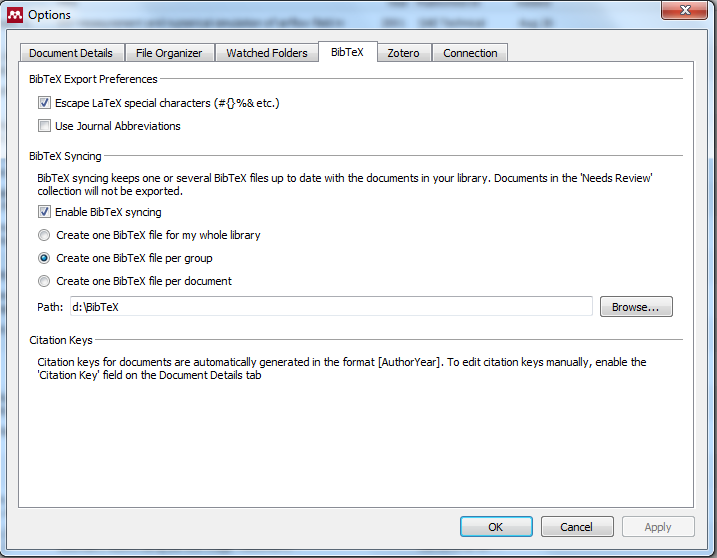 Options
Document Details File Organizer Watched Folders BibTeX Zotero Connection
BibTeX Export Preferences
Escape LaTeX special characters (#{}%& etc.)
Use Journal Abbreviations
BibTeX Syncing
BibTeX syncing keeps one or several BibTeX files up to date with the documents in your library. Documents in the 'Needs Review'
collection will not be exported.
Enable BibTeX syncing
Create one BibTeX file for my whole library
Create one BibTeX file per group
Create one BibTeX file per document
Path: d:\BibTeX Browse...
Citation Keys
Citation keys for documents are automatically generated in the format [AuthorYear]. To edit citation keys manually, enable the
'Citation Key' field on the Document Details tab
OK Cancel Apply